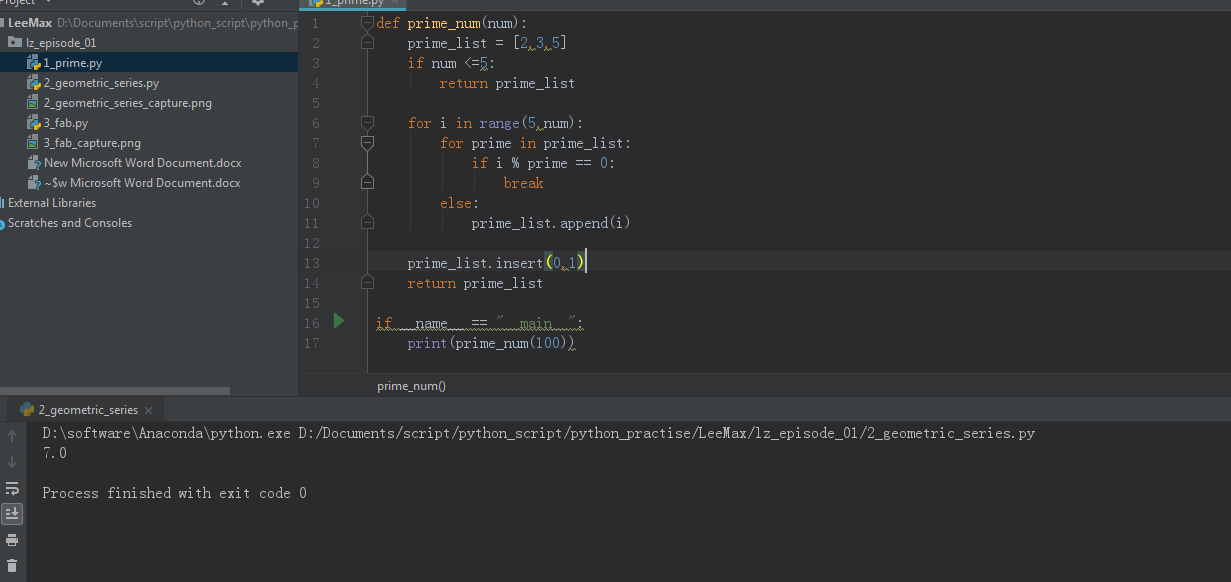 Project
LeeMax D:\Documents\script\python_script\python_p
lz_episode_01
1_prime.py
2_geometric_series.py
2_geometric_series_capture.png
3_fab.py
3_fab_capture.png
New Microsoft Word Document.docx
~$w Microsoft Word Document.docx
External Libraries
Scratches and Consoles
1_prime.py
1 def prime_num(num):
2 prime_list = [2,3,5]
3 if num <=5:
4 return prime_list
5
6 for i in range(5,num):
7 for prime in prime_list:
8 if i % prime == 0:
9 break
10 else:
11 prime_list.append(i)
12
13 prime_list.insert(0,1)
14 return prime_list
15
16 if __name__ == "__main__":
17 print(prime_num(100))
prime_num()
2_geometric_series
D:\software\Anaconda\python.exe D:/Documents/script/python_script/python_practise/LeeMax/lz_episode_01/2_geometric_series.py
7.0
Process finished with exit code 0